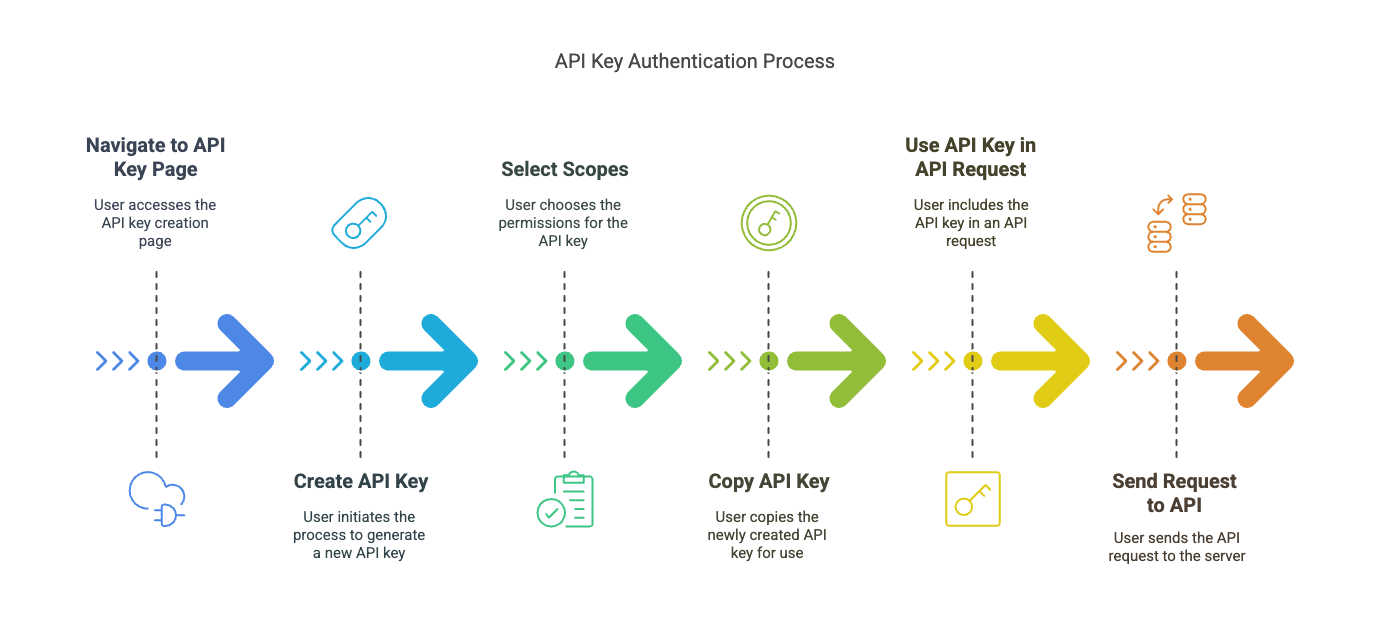 API Key Authentication Process
Navigate to API
Key Page
User accesses the
API key creation
page
Create API Key
User initiates the
process to generate
a new API key
Select Scopes
User chooses the
permissions for the
API key
Copy API Key
User copies the
newly created API
key for use
Use API Key in
API Request
User includes the
API key in an API
request
Send Request
to API
User sends the API
request to the server